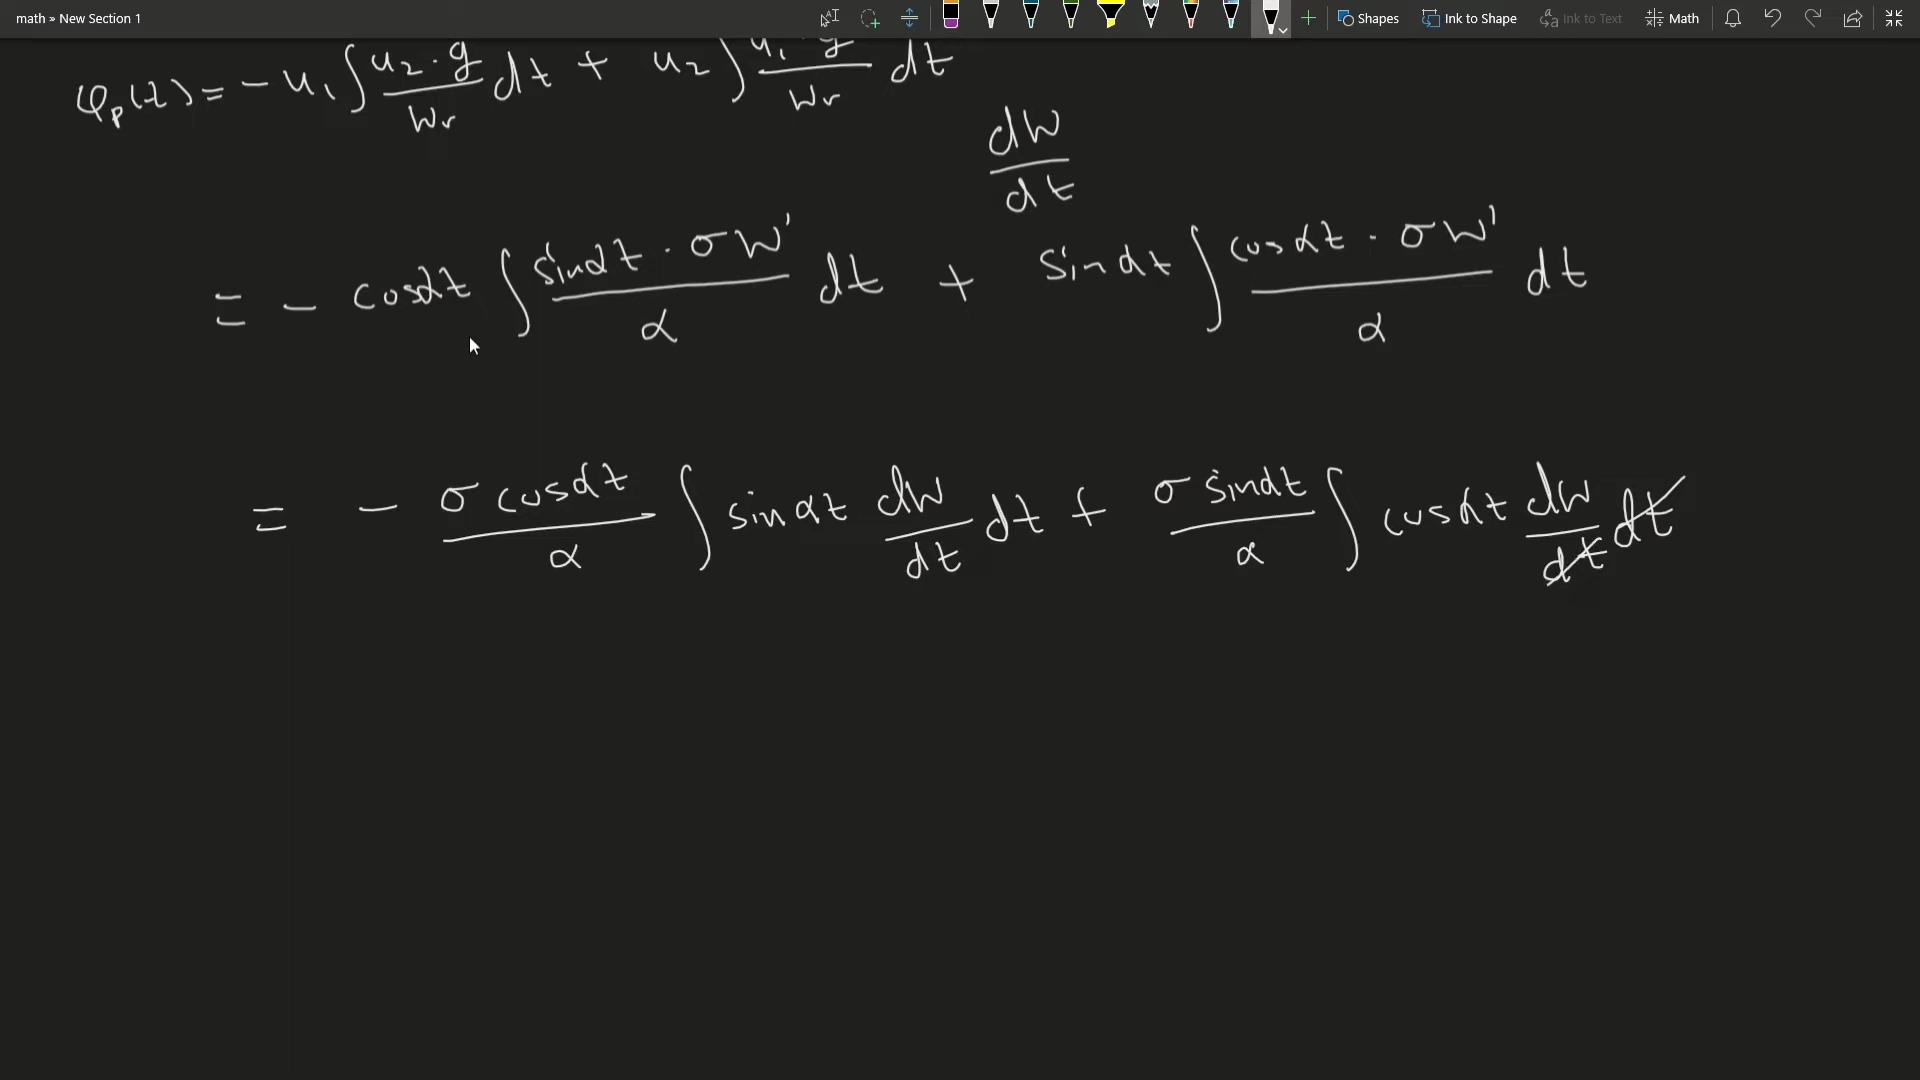 math » New Section 1
Shapes Ink to Shape Ink to Text Math
φ_p(t) = - u₁ ∫ (u₂ · g)/(Wr) dt + u₂ ∫ (u₁ · g)/(Wr) dt
dW/dt
= - cosαt ∫ (sinαt · σW')/α dt + sinαt ∫ (cosαt · σW')/α dt
= - (σ cosαt)/α ∫ sinαt dW/dt dt + (σ sinαt)/α ∫ cosαt dW/dt dt